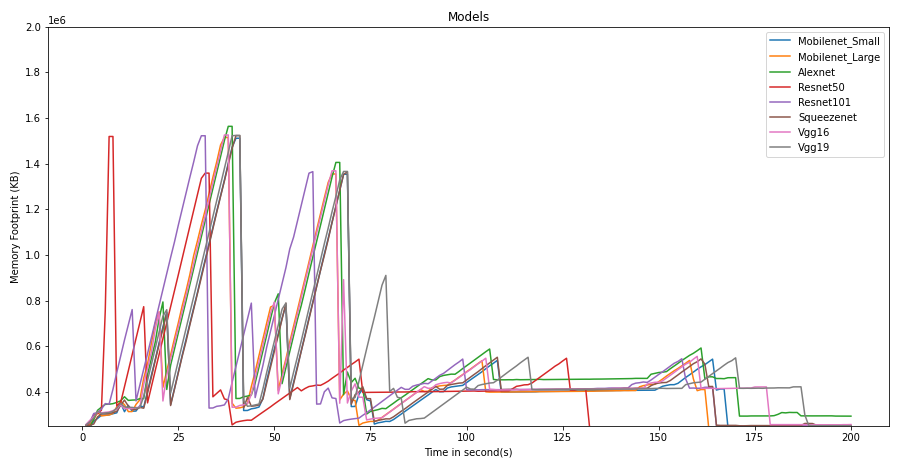 Models
1e6
2.0
1.8
1.6
1.4
1.2
1.0
0.8
0.6
0.4
Memory Footprint (KB)
Mobilenet_Small
Mobilenet_Large
Alexnet
Resnet50
Resnet101
Squeezenet
Vgg16
Vgg19
0 25 50 75 100 125 150 175 200
Time in second(s)